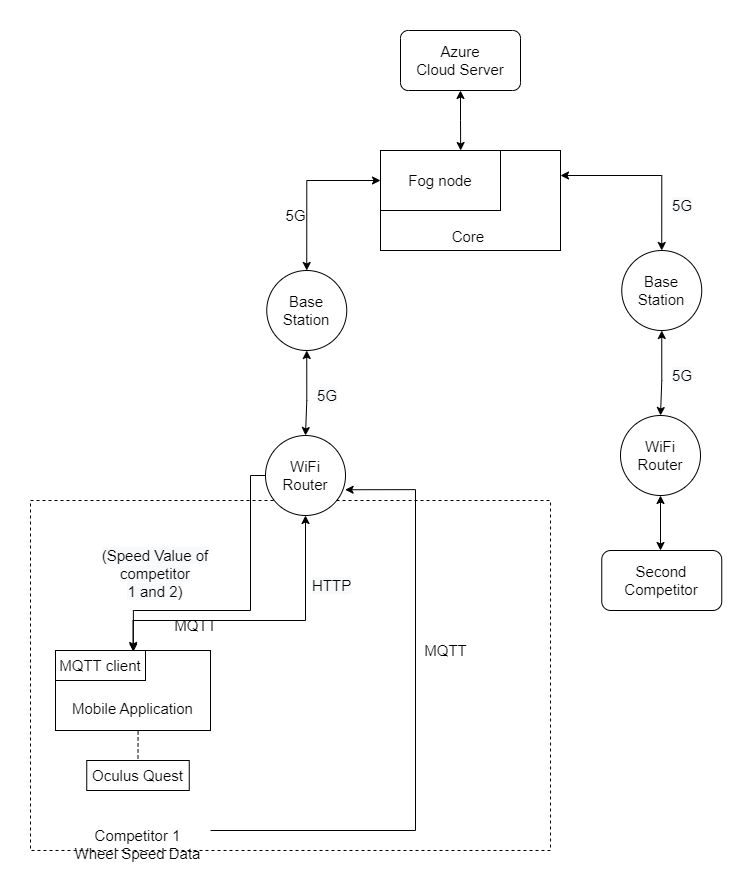 Azure
Cloud Server
Fog node
Core
5G
5G
Base
Station
Base
Station
5G
5G
WiFi
Router
WiFi
Router
(Speed Value of
competitor
1 and 2)
HTTP
Second
Competitor
MQTT
MQTT
MQTT client
Mobile Application
Oculus Quest
Competitor 1
Wheel Speed Data